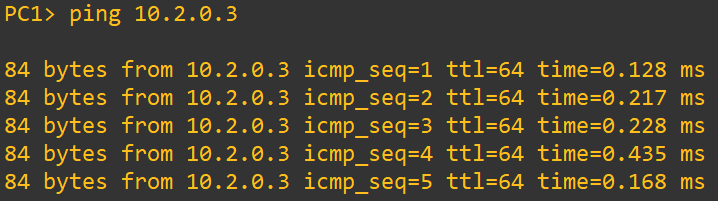 PC1> ping 10.2.0.3
84 bytes from 10.2.0.3 icmp_seq=1 ttl=64 time=0.128 ms
84 bytes from 10.2.0.3 icmp_seq=2 ttl=64 time=0.217 ms
84 bytes from 10.2.0.3 icmp_seq=3 ttl=64 time=0.228 ms
84 bytes from 10.2.0.3 icmp_seq=4 ttl=64 time=0.435 ms
84 bytes from 10.2.0.3 icmp_seq=5 ttl=64 time=0.168 ms